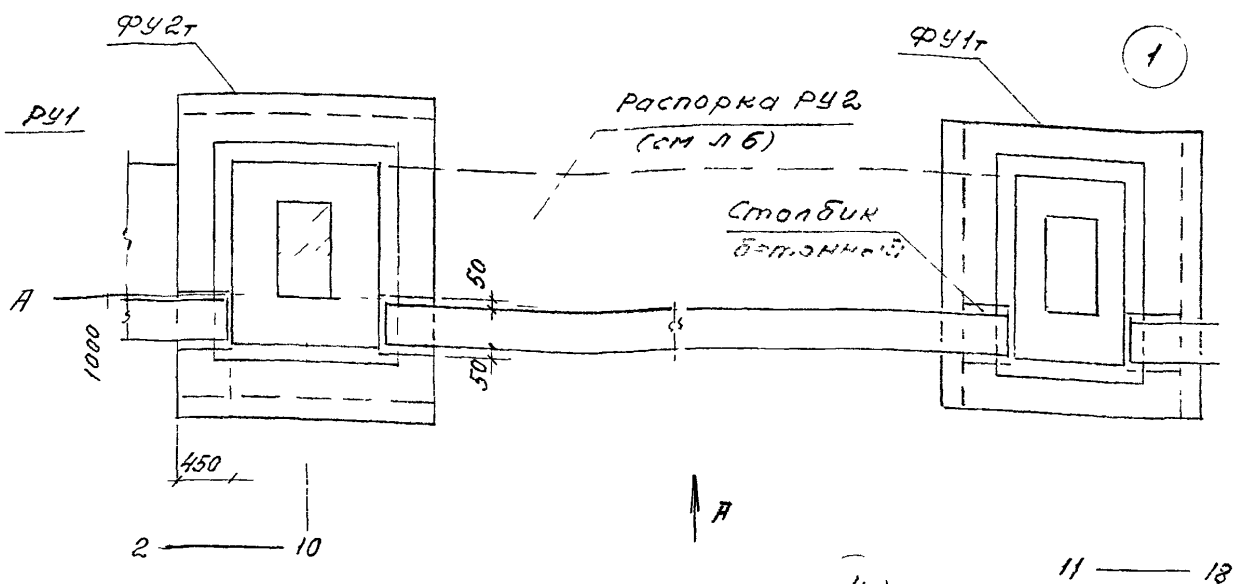 ФУ2т
ФУ1т
1
РУ1
Распорка РУ2
(см л 6)
Столбик
бетонный
А
50
50
1000
450
А
2 10
11 18